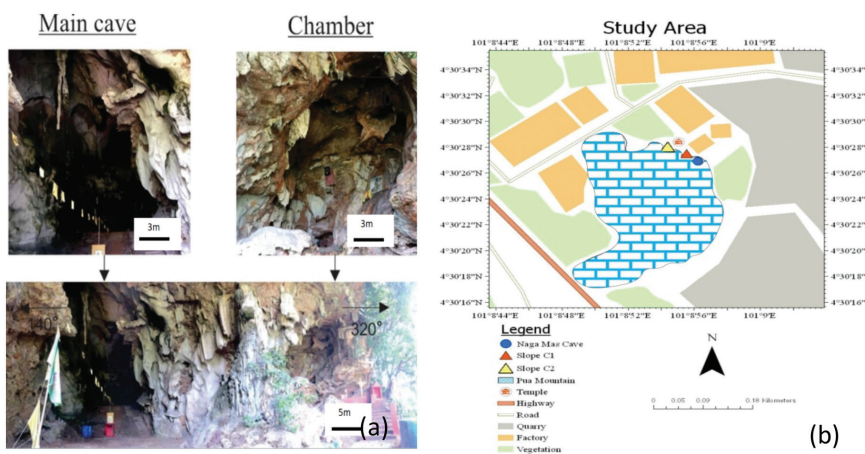 Main cave
Chamber
3m
3m
140°
320°
5m
(a)
Study Area
101°8'44"E 101°8'48"E 101°8'52"E 101°8'56"E 101°9'E
4°30'34"N 4°30'34"N
4°30'32"N 4°30'32"N
4°30'30"N 4°30'30"N
4°30'28"N 4°30'28"N
4°30'26"N 4°30'26"N
4°30'24"N 4°30'24"N
4°30'22"N 4°30'22"N
4°30'20"N 4°30'20"N
4°30'18"N 4°30'18"N
4°30'16"N 4°30'16"N
101°8'44"E 101°8'48"E 101°8'52"E 101°8'56"E 101°9'E
Legend
Naga Mas Cave
Slope C1
Slope C2
Pua Mountain
Temple
Highway
Road
Quarry
Factory
Vegetation
N
0 0.05 0.09 0.18 Kilometers
(b)